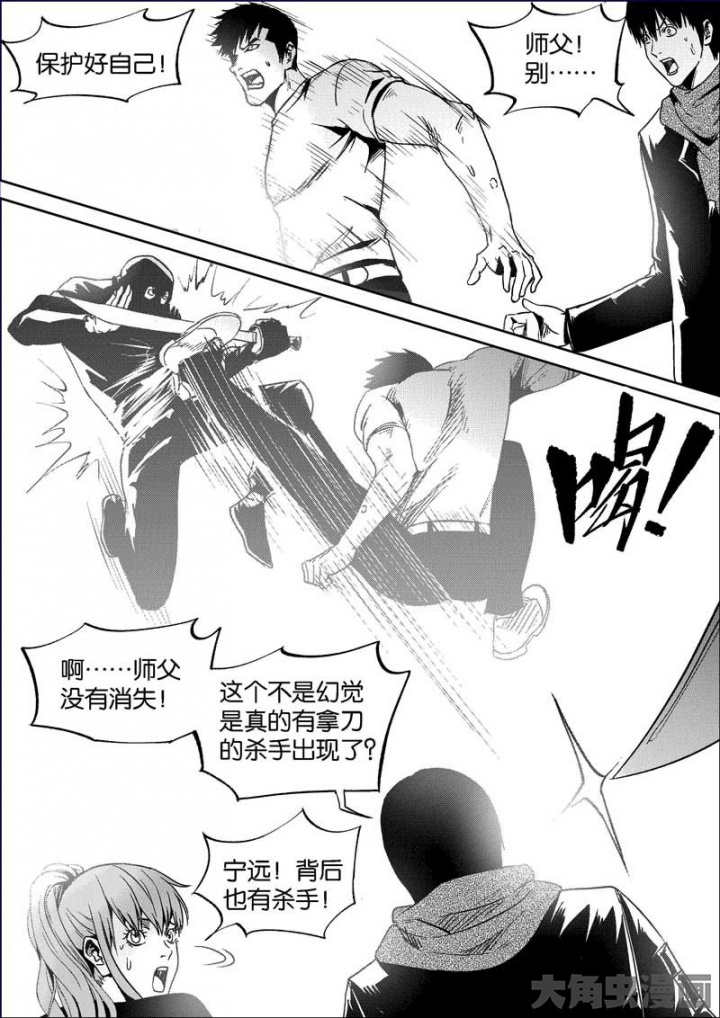 保护好自己！
师父！
别……
喝！
啊……师父
没有消失！
这个不是幻觉
是真的有拿刀
的杀手出现了？
宁远！背后
也有杀手！
大角虫漫画